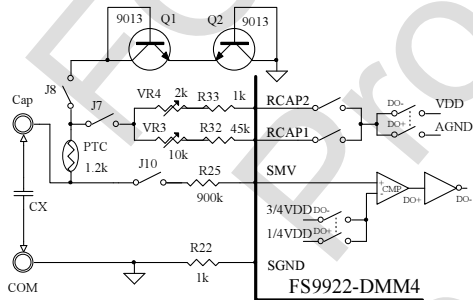 Q1 Q2
9013 9013
J8
Cap
J7
VR4 2k R33 1k RCAP2
VR3 10k R32 45k RCAP1
DO- VDD
DO+ AGND
PTC
1.2k
J10 R25 SMV
900k
CX
+ CMP - DO+ DO-
3/4VDD DO-
1/4VDD DO+
R22
1k
SGND
COM
FS9922-DMM4